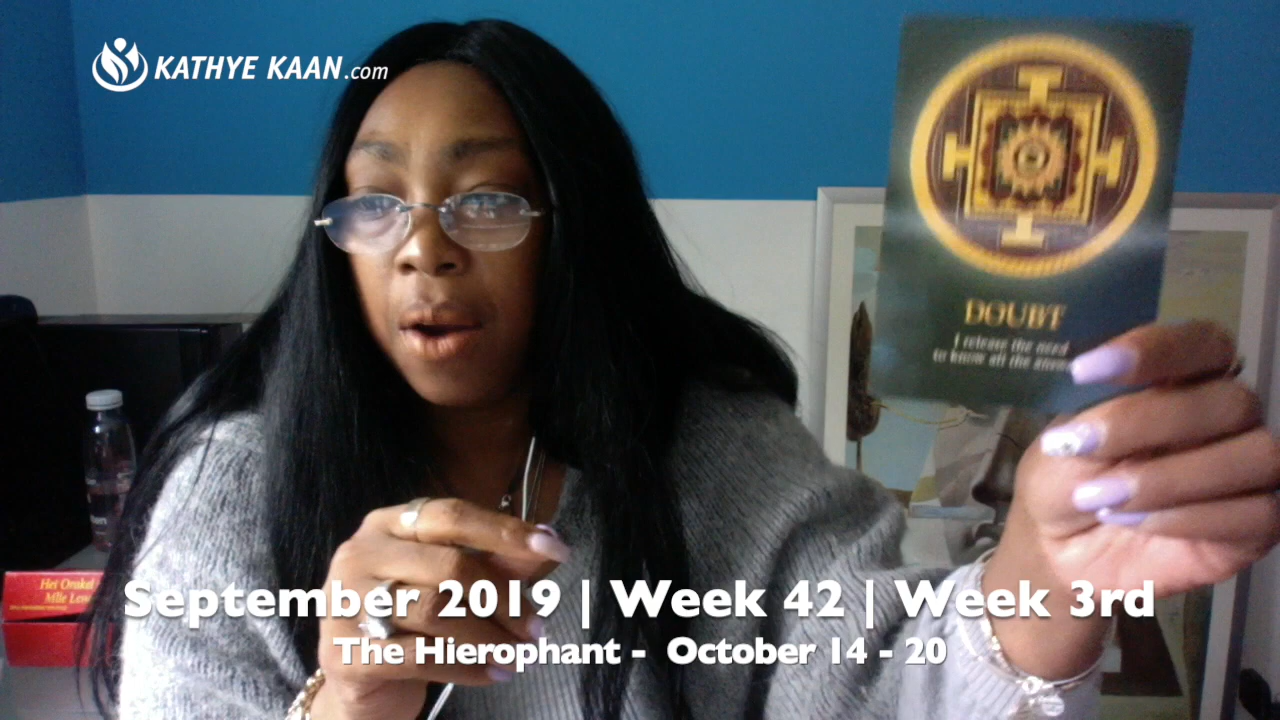 KATHYE KAAN.com
DOUBT
I release the need
to know all the
Het Orakel
Mlle
September 2019 | Week 42 | Week 3rd
The Hierophant - October 14 - 20